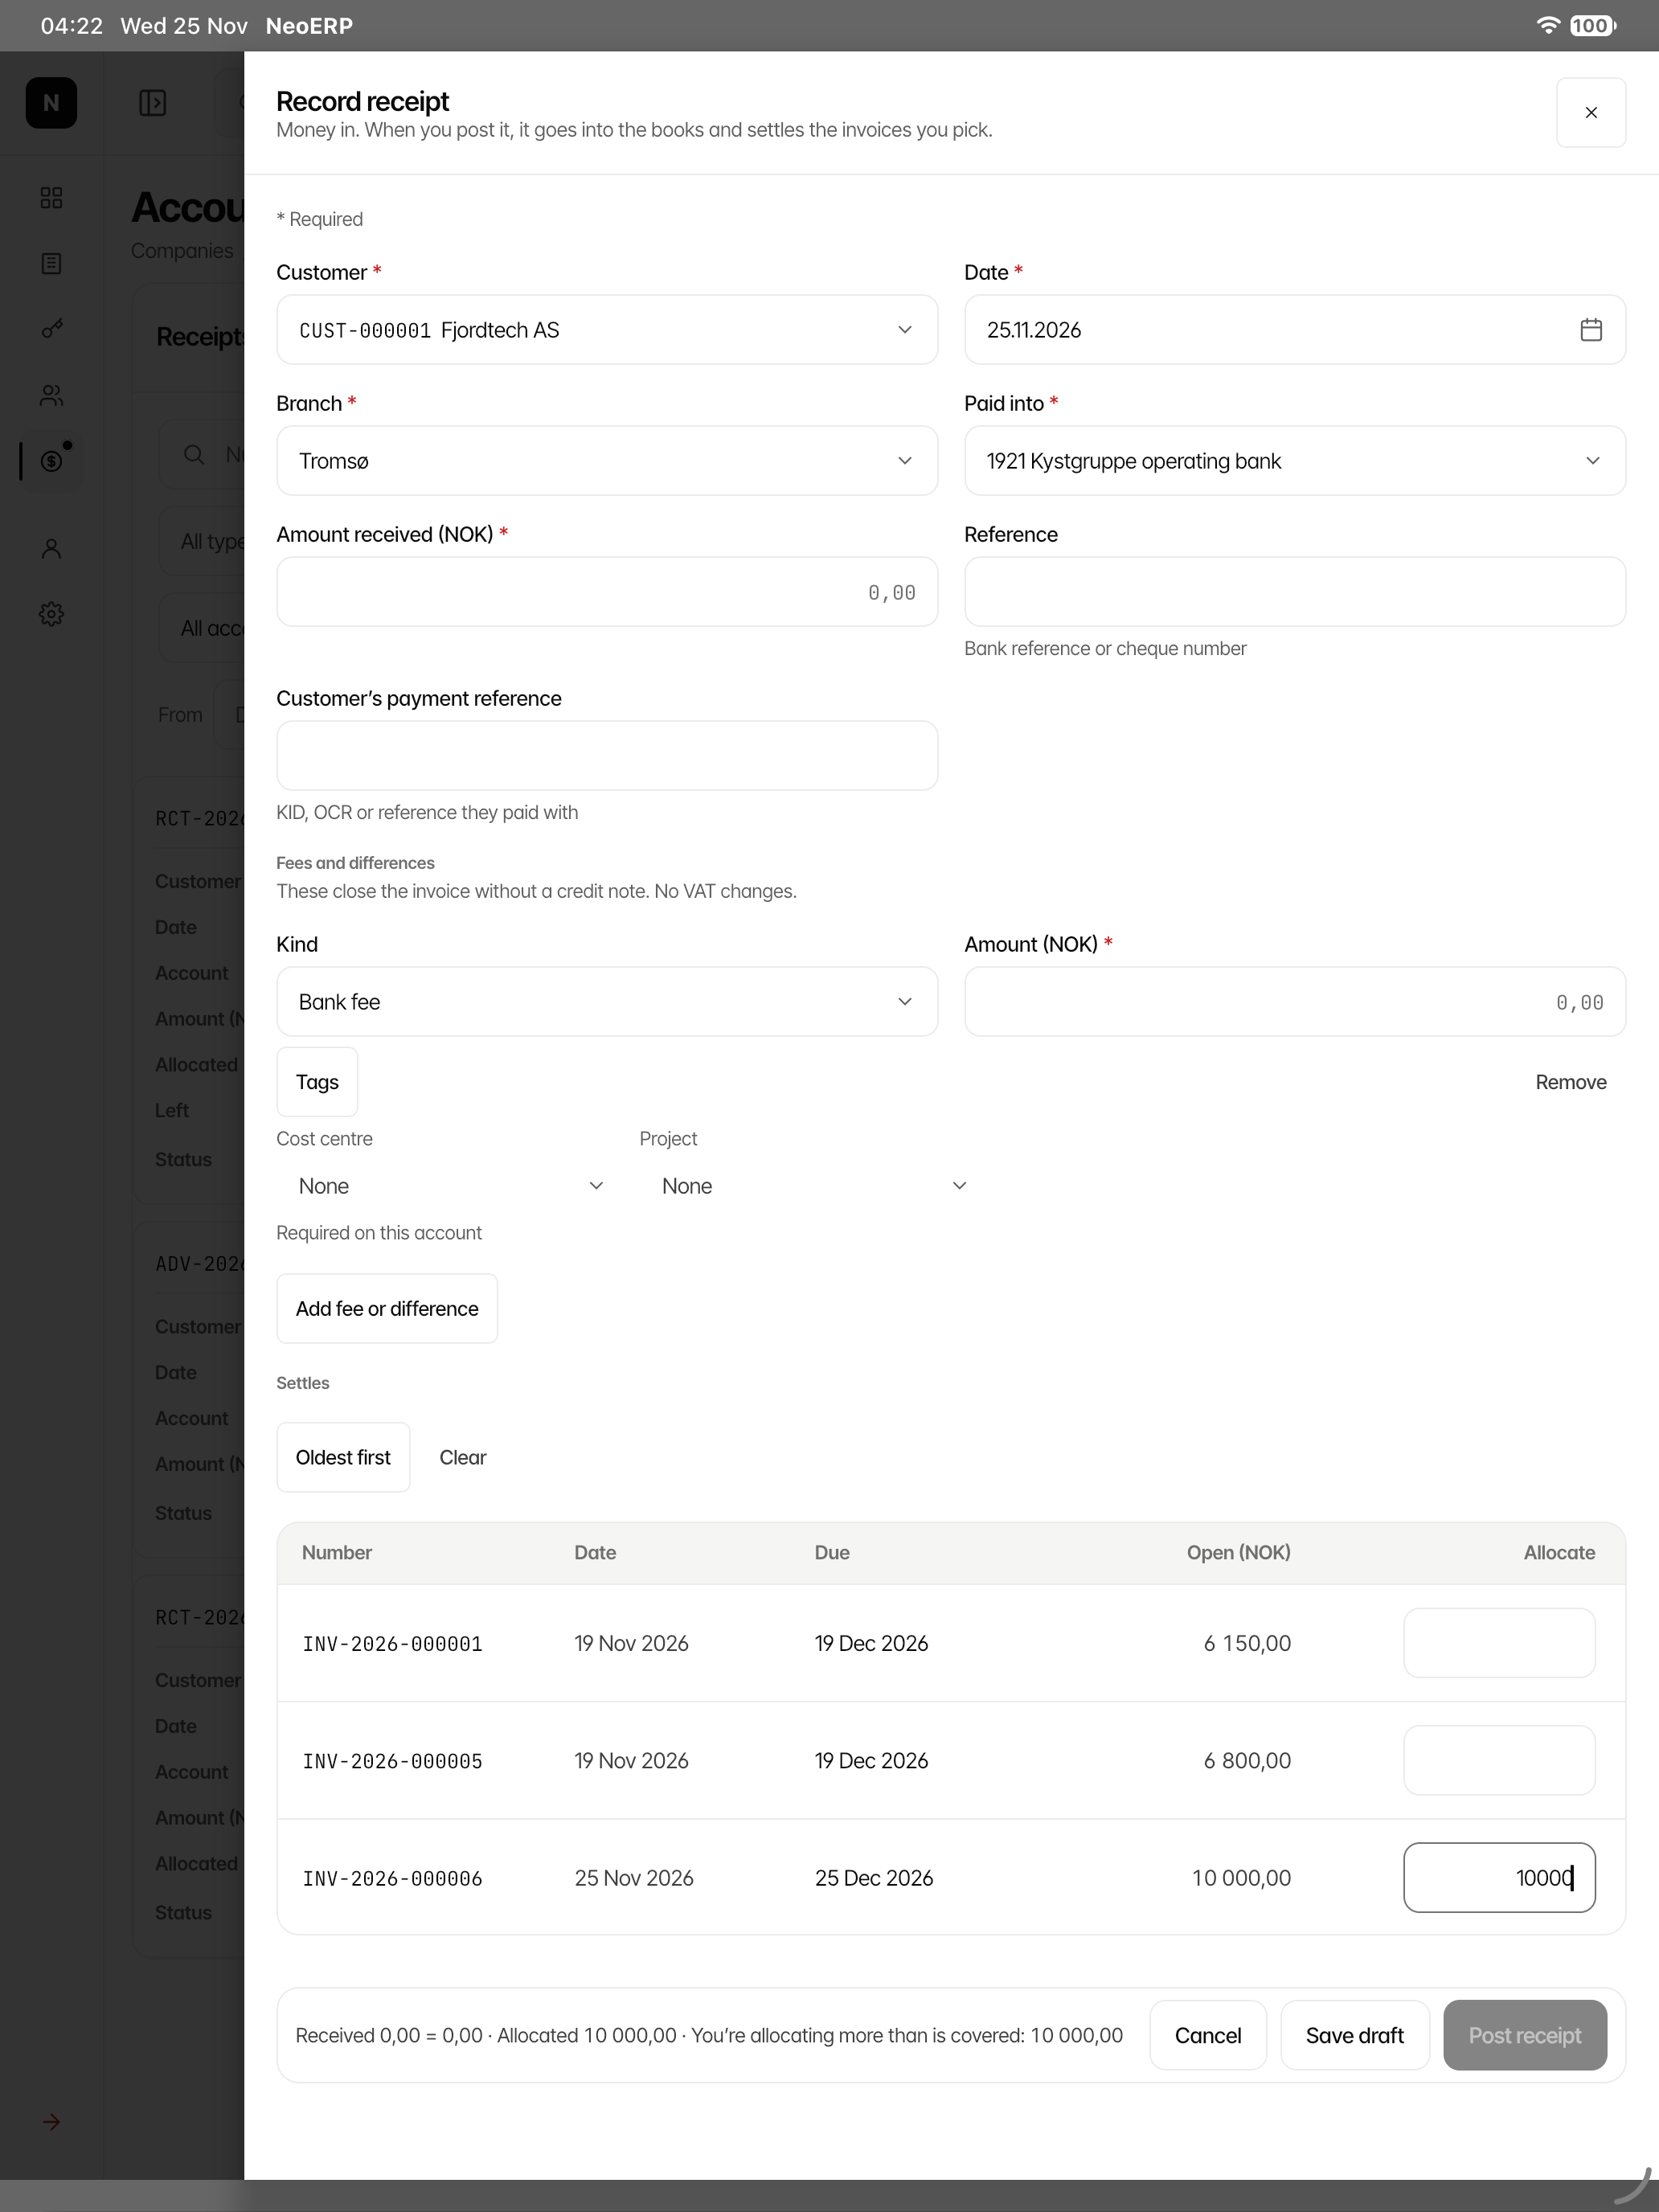 04:22 Wed 25 Nov NeoERP
100
N
Record receipt
Money in. When you post it, it goes into the books and settles the invoices you pick.
Companies
Receipts
All type
From
RCT-2026
Customer
Date
Account
Allocated
Left
Status
ADV-2026
Customer
Date
Account
Status
RCT-2026
Customer
Date
Account
Allocated
Status
* Required
Customer *
Date *
CUST-000001 Fjordtech AS
25.11.2026
Branch *
Paid into *
Tromsø
1921 Kystgruppe operating bank
Amount received (NOK) *
Reference
0,00
Bank reference or cheque number
Customer’s payment reference
KID, OCR or reference they paid with
Fees and differences
These close the invoice without a credit note. No VAT changes.
Kind
Amount (NOK) *
Bank fee
0,00
Tags
Remove
Cost centre
Project
None
None
Required on this account
Add fee or difference
Settles
Oldest first
Clear
Number Date Due Open (NOK) Allocate
INV-2026-000001 19 Nov 2026 19 Dec 2026 6 150,00
INV-2026-000005 19 Nov 2026 19 Dec 2026 6 800,00
INV-2026-000006 25 Nov 2026 25 Dec 2026 10 000,00 10000
Received 0,00 = 0,00 · Allocated 10 000,00 · You’re allocating more than is covered: 10 000,00
Cancel
Save draft
Post receipt